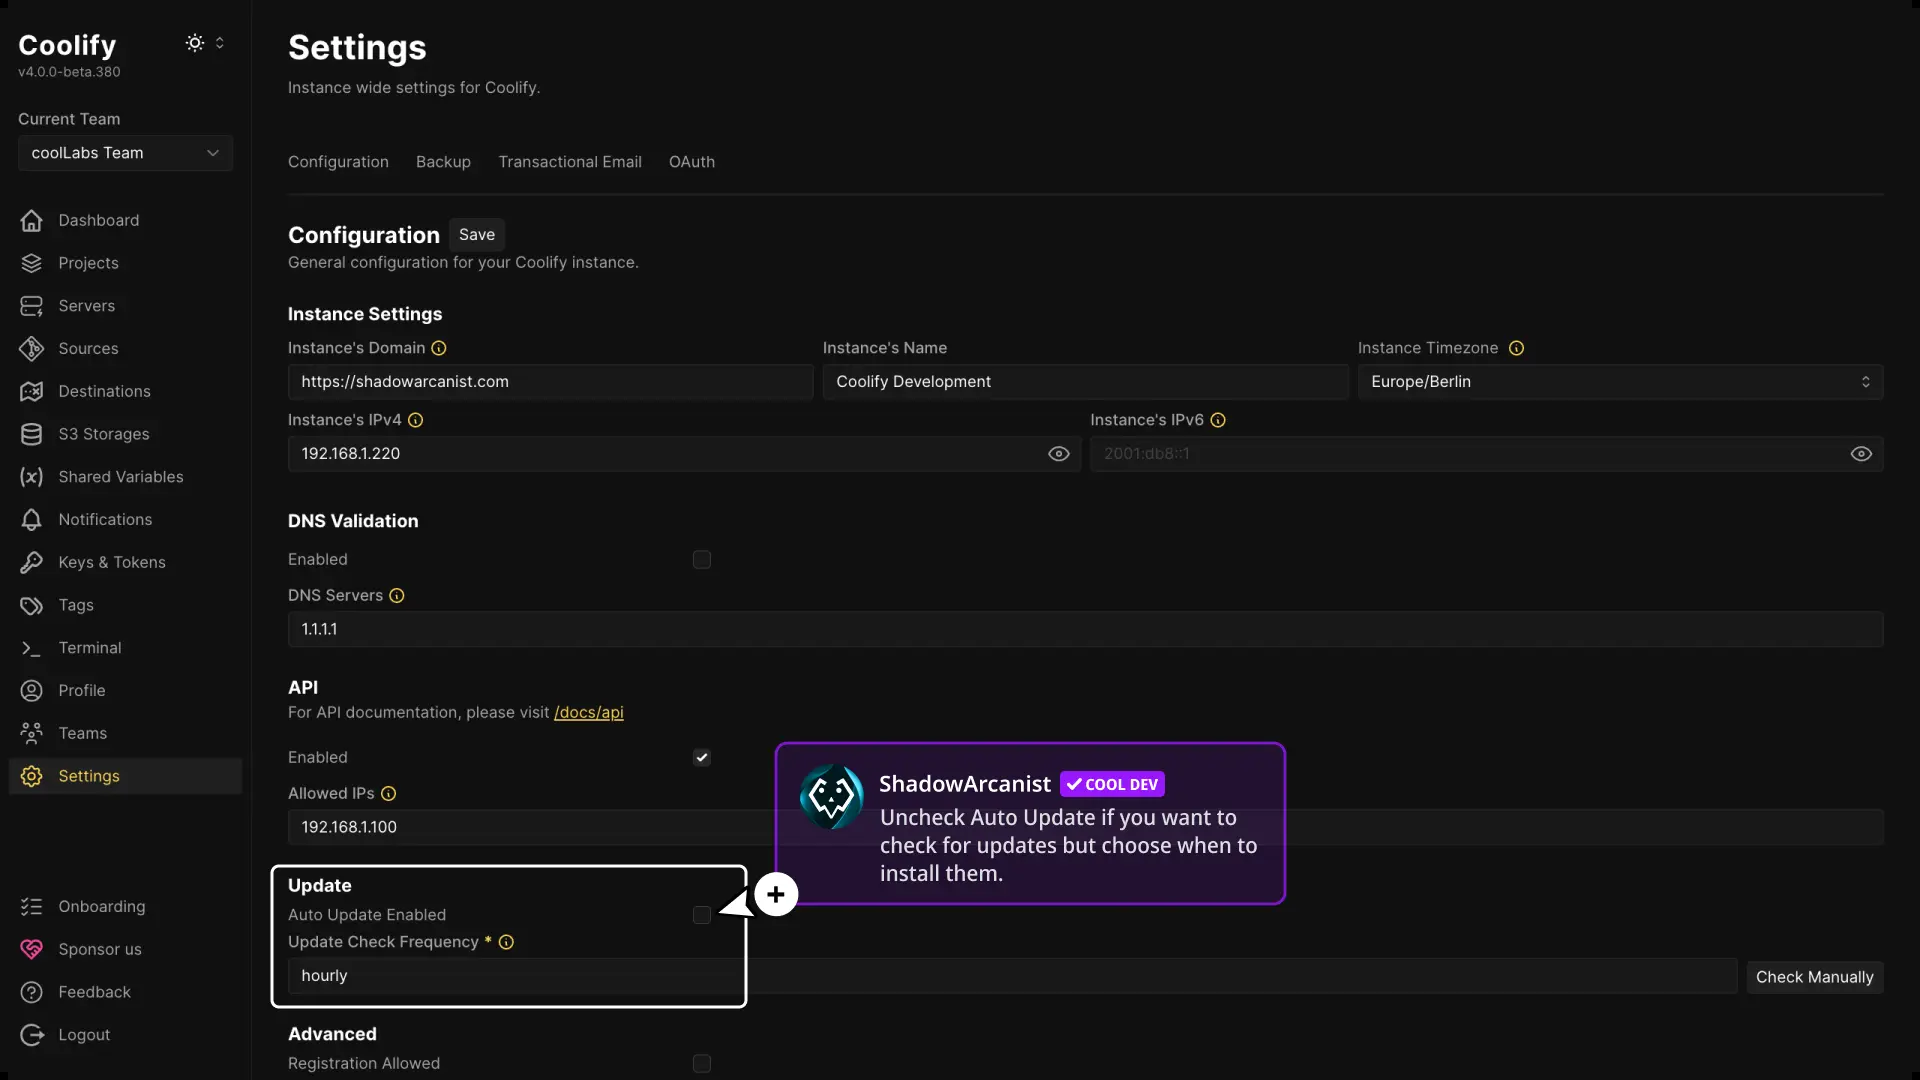 Coolify
v4.0.0-beta.380
Current Team
coolLabs Team
Dashboard
Projects
Servers
Sources
Destinations
S3 Storages
Shared Variables
Notifications
Keys & Tokens
Tags
Terminal
Profile
Teams
Settings
Onboarding
Sponsor us
Feedback
Logout
Settings
Instance wide settings for Coolify.
Configuration Backup Transactional Email OAuth
Configuration Save
General configuration for your Coolify instance.
Instance Settings
Instance's Domain Instance's Name Instance Timezone
https://shadowarcanist.com Coolify Development Europe/Berlin
Instance's IPv4 Instance's IPv6
192.168.1.220 2001:db8::1
DNS Validation
Enabled
DNS Servers
1.1.1.1
API
For API documentation, please visit /docs/api
Enabled
Allowed IPs
192.168.1.100
ShadowArcanist COOL DEV
Uncheck Auto Update if you want to
check for updates but choose when to
install them.
Update
Auto Update Enabled
Update Check Frequency *
hourly Check Manually
Advanced
Registration Allowed